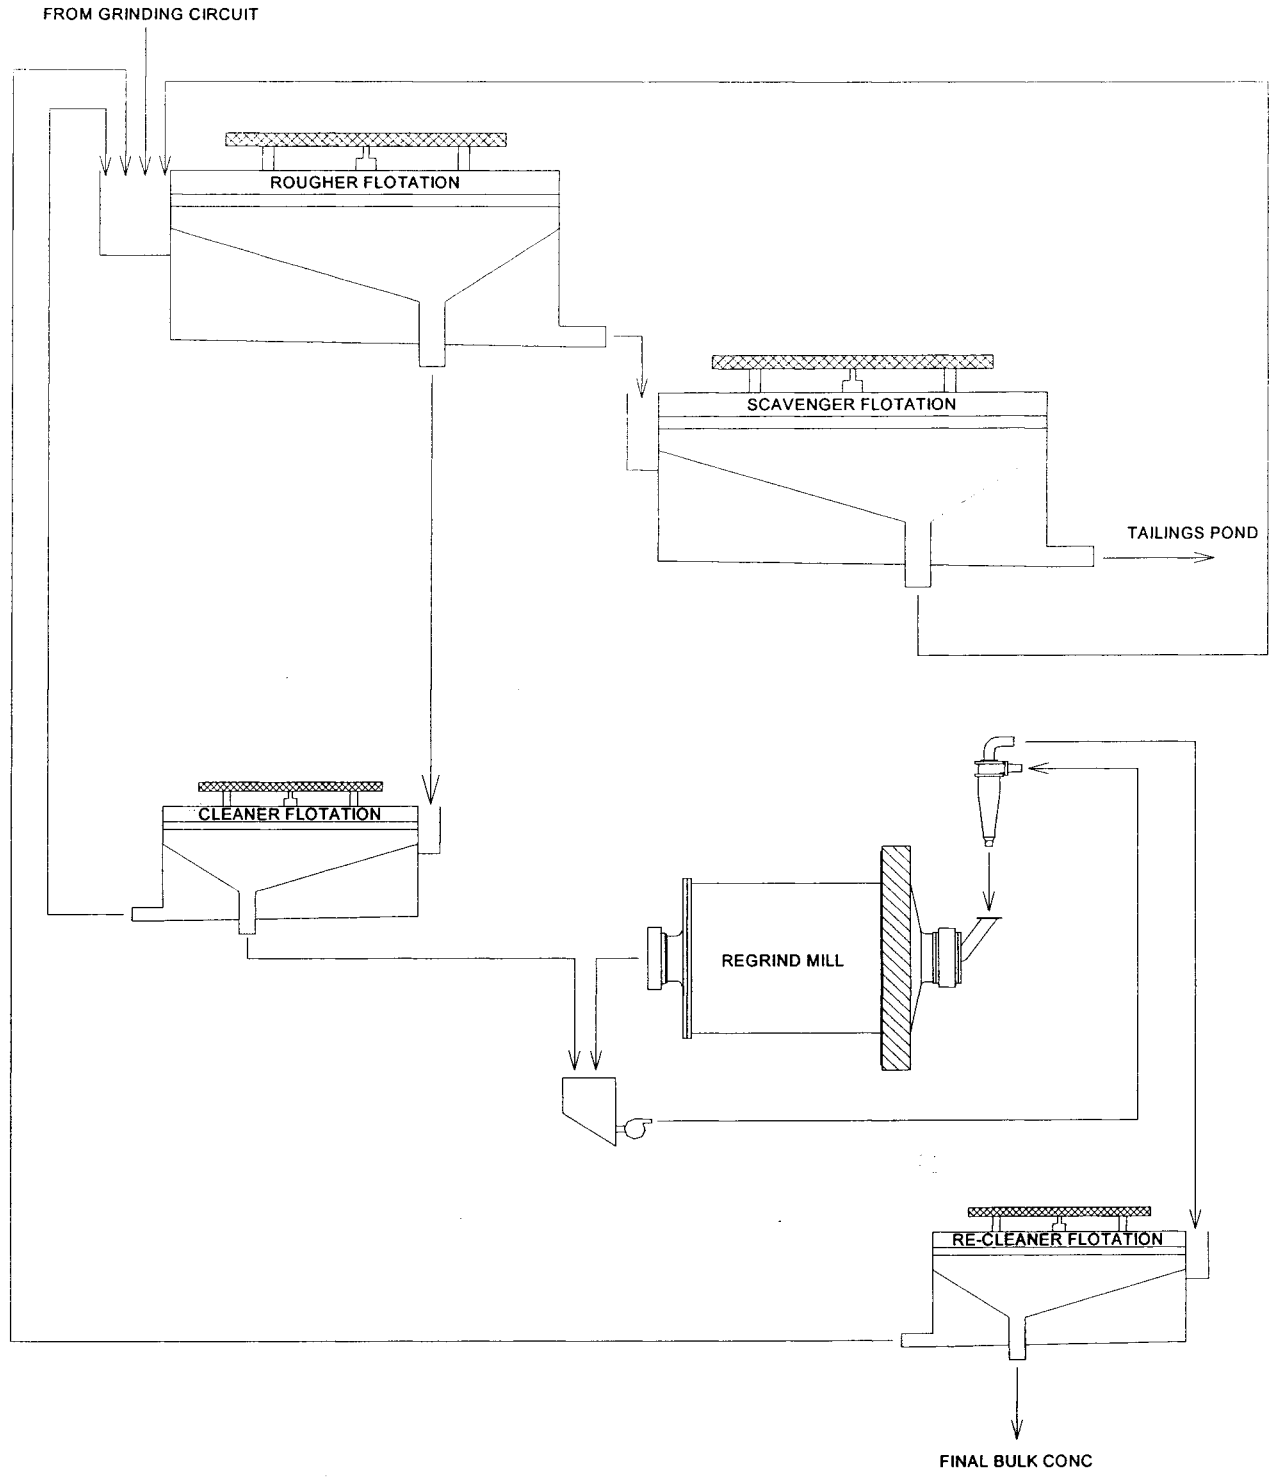 FROM GRINDING CIRCUIT
ROUGHER FLOTATION
SCAVENGER FLOTATION
TAILINGS POND
CLEANER FLOTATION
REGRIND MILL
RE-CLEANER FLOTATION
FINAL BULK CONC